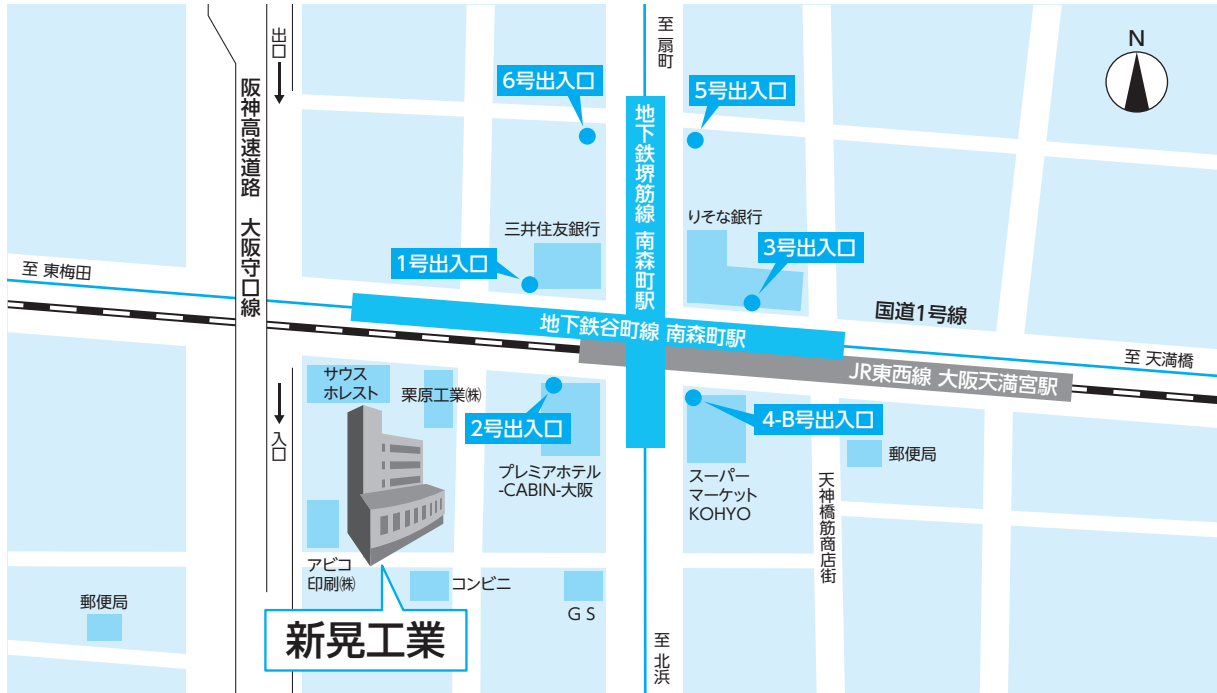 出口
至 扇町
N
6号出入口
5号出入口
阪神高速道路 大阪守口線
地下鉄堺筋線 南森町駅
三井住友銀行
りそな銀行
1号出入口
3号出入口
至 東梅田
国道1号線
地下鉄谷町線 南森町駅
至 天満橋
JR東西線 大阪天満宮駅
サウス
ホレスト
栗原工業㈱
2号出入口
4-B号出入口
入口
プレミアホテル
-CABIN-大阪
スーパー
マーケット
KOHYO
郵便局
天神橋筋商店街
アビコ
印刷㈱
コンビニ
G S
郵便局
新晃工業
至 北浜